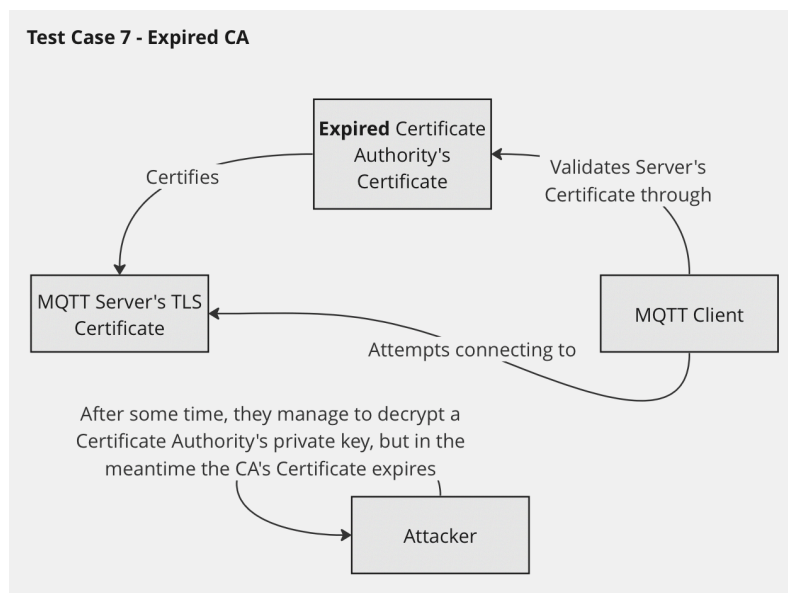 Test Case 7 - Expired CA
Expired Certificate
Authority's
Certificate
Certifies
Validates Server's
Certificate through
MQTT Server's TLS
Certificate
MQTT Client
Attempts connecting to
After some time, they manage to decrypt a
Certificate Authority's private key, but in the
meantime the CA's Certificate expires
Attacker